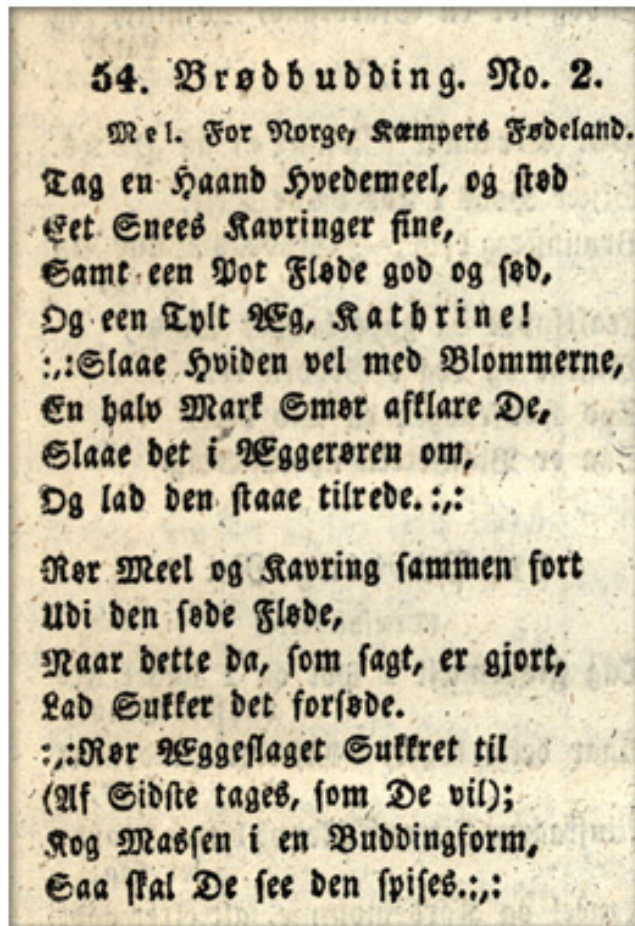 54. Brødbudding. No. 2.
Mel. For Norge, Kæmpers Fødeland.
Tag en Haand Hvedemeel, og stød
Eet Snees Kavringer fine,
Samt een Pot Fløde god og sød,
Og een Tylt Æg, Kathrine!
:,:Slaae Hviden vel med Blommerne,
En halv Mark Smør afklare De,
Slaae det i Æggerøren om,
Og lad den staae tilrede.:,:
Rør Meel og Kavring sammen fort
Udi den søde Fløde,
Naar dette da, som sagt, er gjort,
Lad Sukker det forsøde.
:,:Rør Æggeslaget Sukkret til
(Af Sidste tages, som De vil);
Kog Massen i en Buddingform,
Saa skal De see den spises.:,: